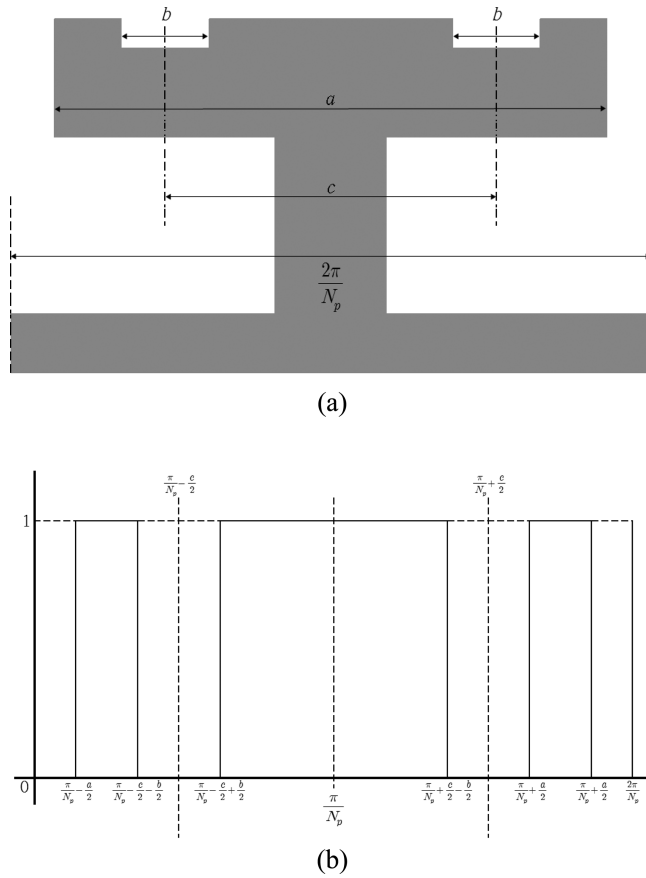 b
b
a
c
2π/N_p
(a)
π/N_p − c/2
π/N_p + c/2
1
0
π/N_p − a/2
π/N_p − c/2 − b/2
π/N_p − c/2 + b/2
π/N_p
π/N_p + c/2 − b/2
π/N_p + a/2
π/N_p + a/2
2π/N_p
(b)